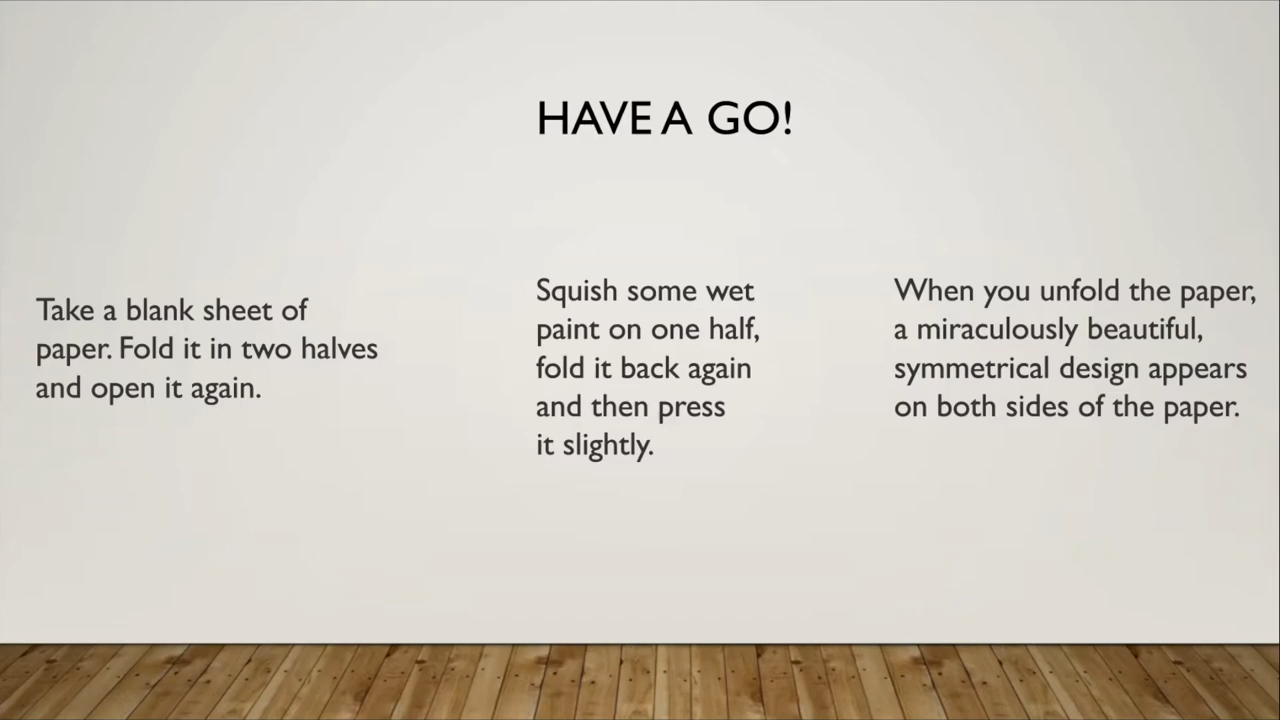 HAVE A GO!
Take a blank sheet of
paper. Fold it in two halves
and open it again.
Squish some wet
paint on one half,
fold it back again
and then press
it slightly.
When you unfold the paper,
a miraculously beautiful,
symmetrical design appears
on both sides of the paper.